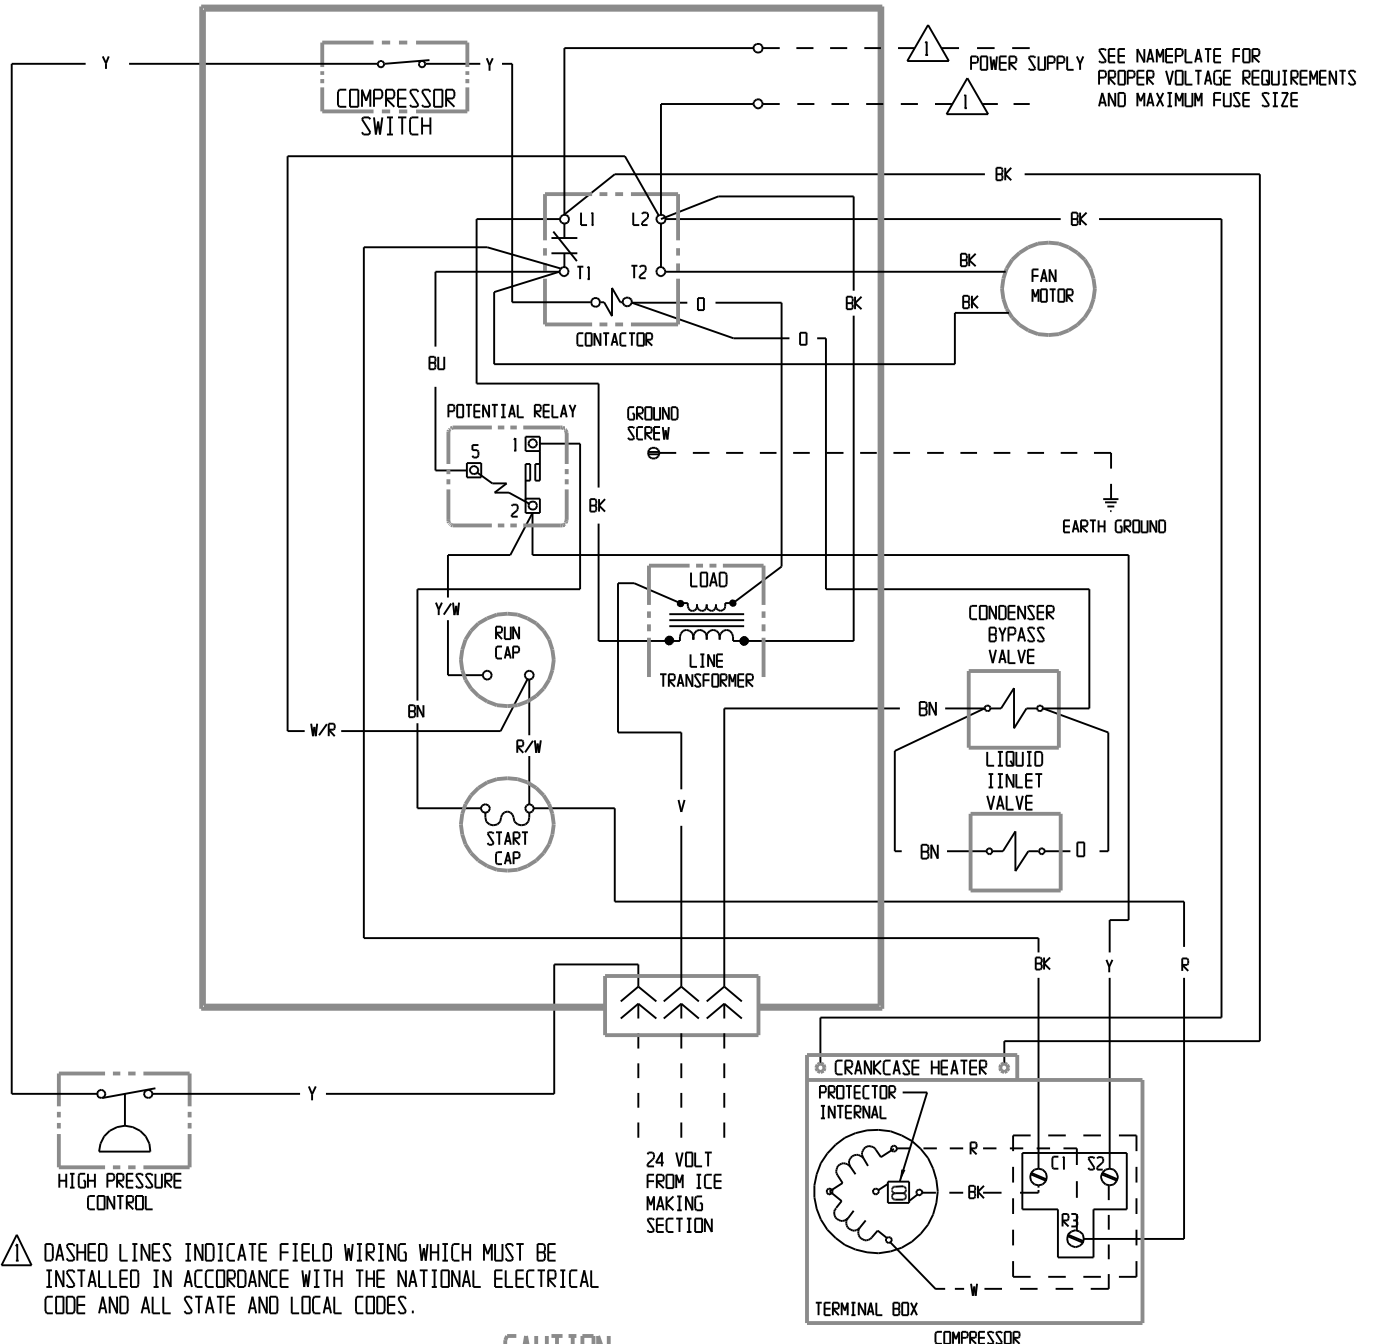 Y
Y
COMPRESSOR
SWITCH
1
1
POWER SUPPLY
SEE NAMEPLATE FOR
PROPER VOLTAGE REQUIREMENTS
AND MAXIMUM FUSE SIZE
BK
L1
L2
BK
T1
T2
BK
FAN
MOTOR
BK
BK
O
CONTACTOR
O
BU
POTENTIAL RELAY
GROUND
SCREW
1
5
2
BK
EARTH GROUND
LOAD
Y/W
RUN
CAP
LINE
TRANSFORMER
CONDENSER
BYPASS
VALVE
BN
BN
W/R
R/W
LIQUID
IINLET
VALVE
V
START
CAP
BN
O
BK
Y
R
CRANKCASE HEATER
Y
PROTECTOR
INTERNAL
HIGH PRESSURE
CONTROL
24 VOLT
FROM ICE
MAKING
SECTION
R
C1
S2
BK
R3
W
TERMINAL BOX
COMPRESSOR
1
DASHED LINES INDICATE FIELD WIRING WHICH MUST BE
INSTALLED IN ACCORDANCE WITH THE NATIONAL ELECTRICAL
CODE AND ALL STATE AND LOCAL CODES.
CAUTION